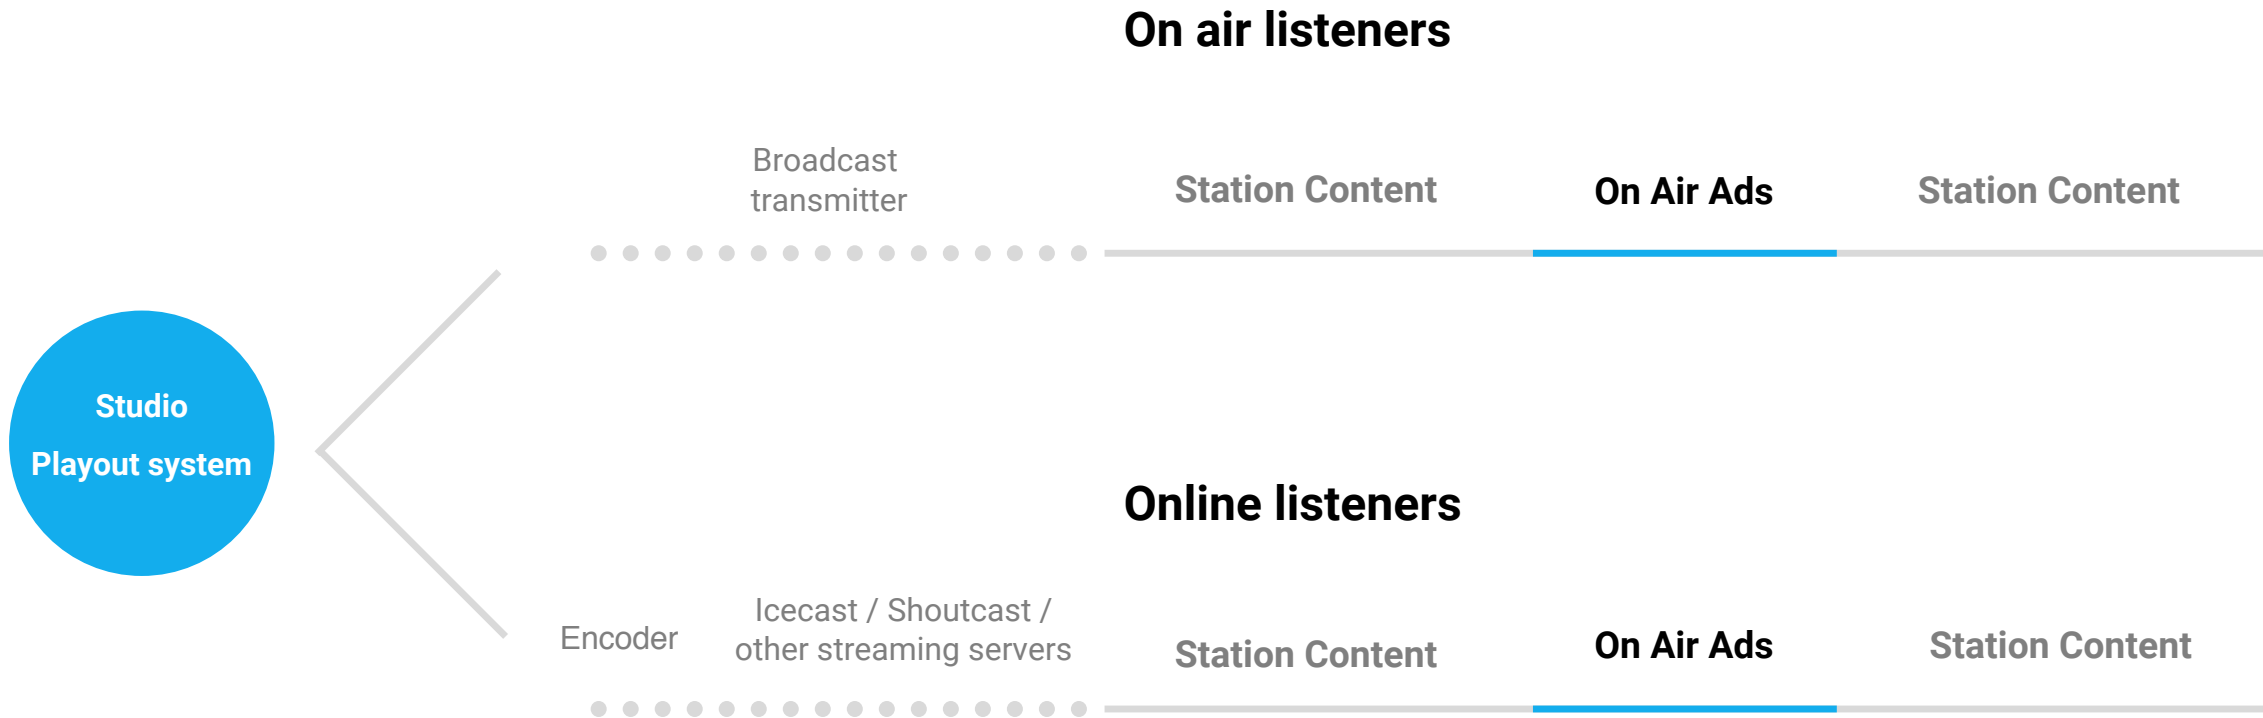 On air listeners
Broadcast
transmitter
Station Content
On Air Ads
Station Content
Studio
Playout system
Online listeners
Encoder
Icecast / Shoutcast /
other streaming servers
Station Content
On Air Ads
Station Content